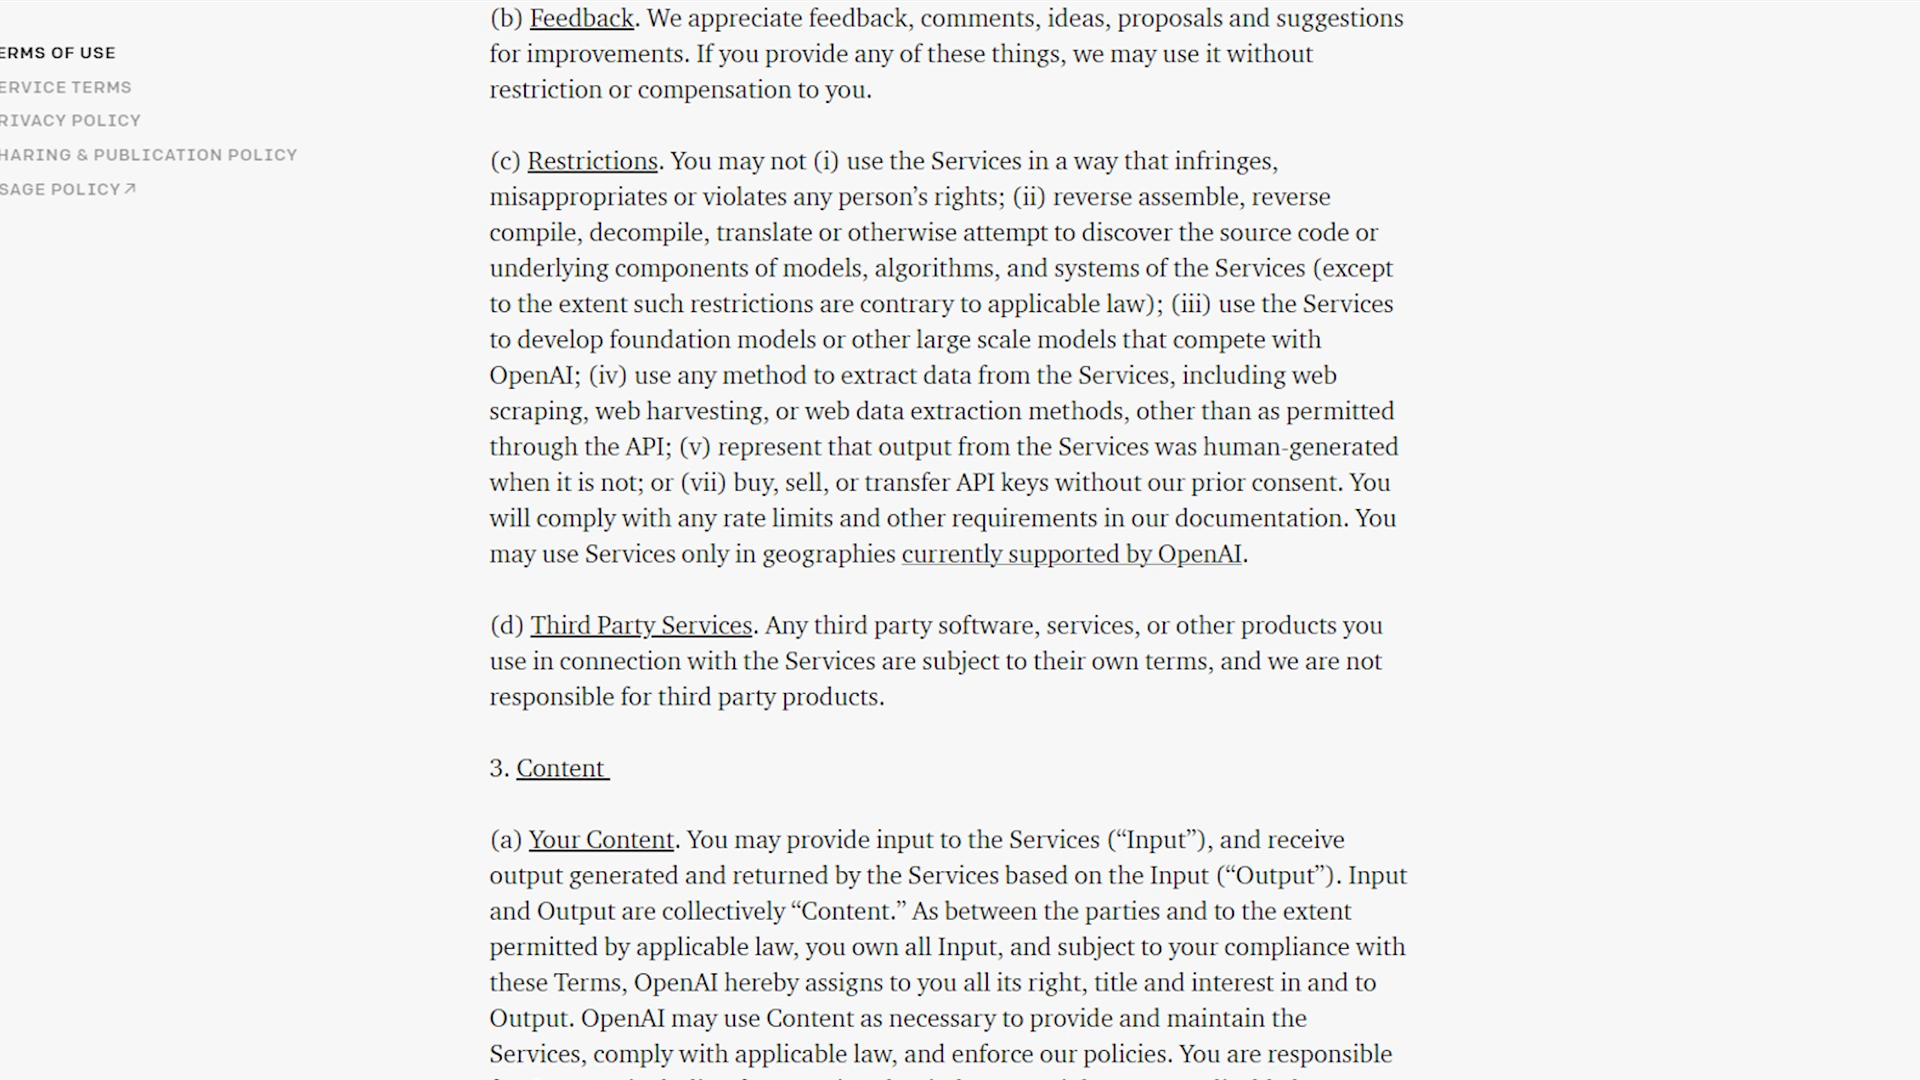 ERMS OF USE
ERVICE TERMS
RIVACY POLICY
HARING & PUBLICATION POLICY
SAGE POLICY↗
(b) Feedback. We appreciate feedback, comments, ideas, proposals and suggestions
for improvements. If you provide any of these things, we may use it without
restriction or compensation to you.
(c) Restrictions. You may not (i) use the Services in a way that infringes,
misappropriates or violates any person’s rights; (ii) reverse assemble, reverse
compile, decompile, translate or otherwise attempt to discover the source code or
underlying components of models, algorithms, and systems of the Services (except
to the extent such restrictions are contrary to applicable law); (iii) use the Services
to develop foundation models or other large scale models that compete with
OpenAI; (iv) use any method to extract data from the Services, including web
scraping, web harvesting, or web data extraction methods, other than as permitted
through the API; (v) represent that output from the Services was human-generated
when it is not; or (vii) buy, sell, or transfer API keys without our prior consent. You
will comply with any rate limits and other requirements in our documentation. You
may use Services only in geographies currently supported by OpenAI.
(d) Third Party Services. Any third party software, services, or other products you
use in connection with the Services are subject to their own terms, and we are not
responsible for third party products.
3. Content
(a) Your Content. You may provide input to the Services (“Input”), and receive
output generated and returned by the Services based on the Input (“Output”). Input
and Output are collectively “Content.” As between the parties and to the extent
permitted by applicable law, you own all Input, and subject to your compliance with
these Terms, OpenAI hereby assigns to you all its right, title and interest in and to
Output. OpenAI may use Content as necessary to provide and maintain the
Services, comply with applicable law, and enforce our policies. You are responsible